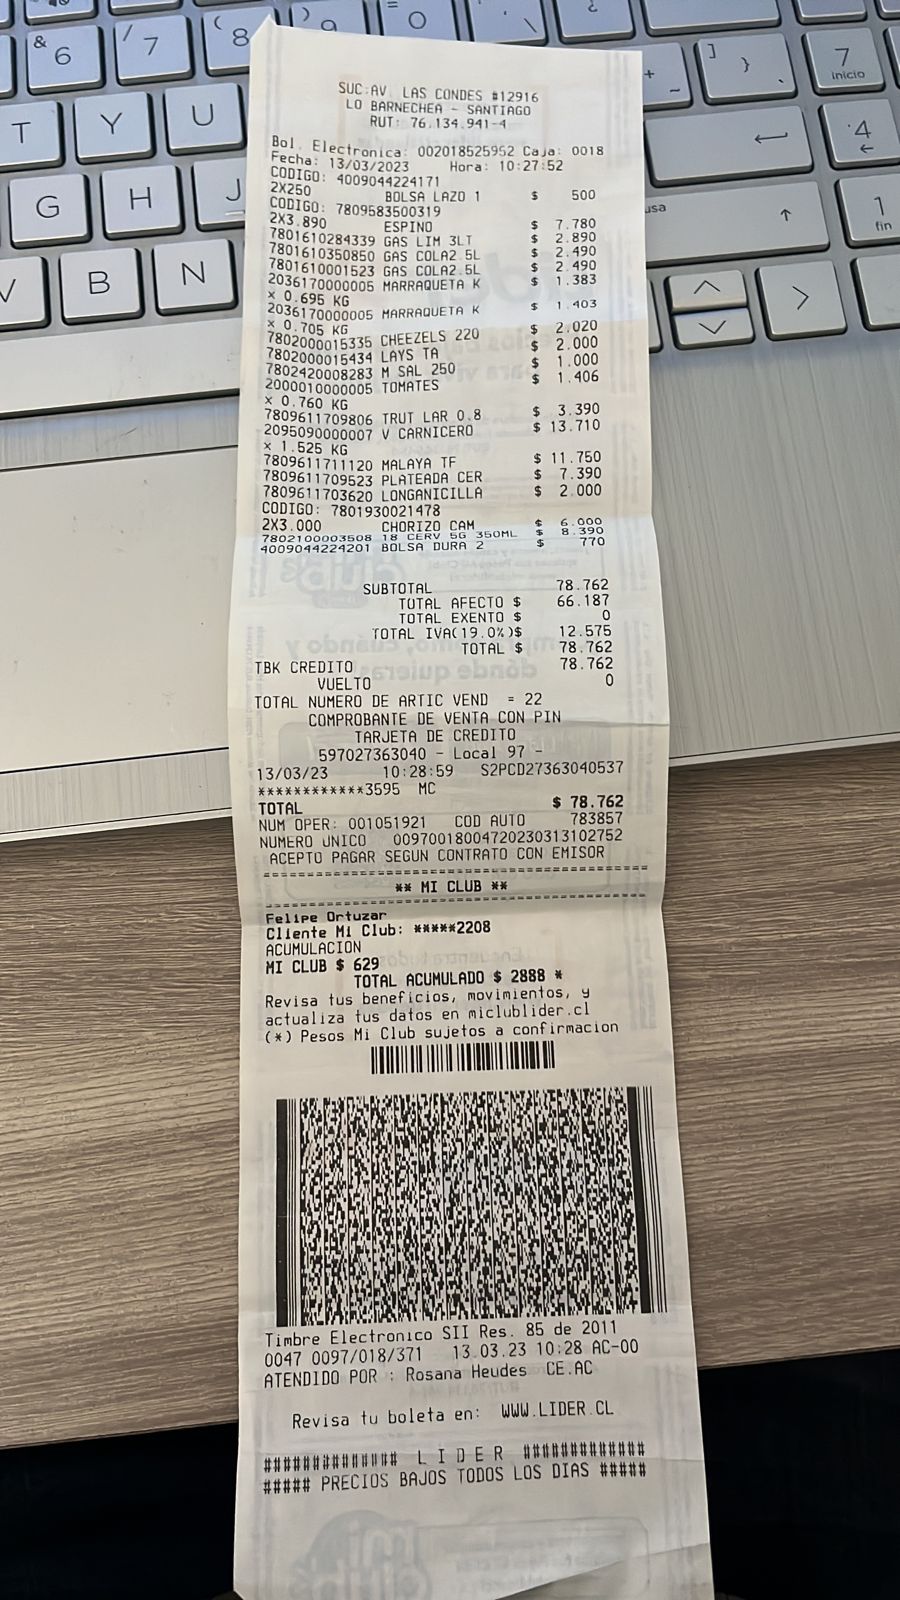 SUC:AV LAS CONDES #12916
LO BARNECHEA - SANTIAGO
RUT: 76.134.941-4
Bol. Electronica: 002018525952 Caja: 0018
Fecha: 13/03/2023 Hora: 10:27:52
CODIGO: 4009044224171
2X250 BOLSA LAZO 1 $ 500
CODIGO: 7809583500319
2X3.890 ESPINO $ 7.780
7801610284339 GAS LIM 3LT $ 2.890
7801610350850 GAS COLA2.5L $ 2.490
7801610001523 GAS COLA2.5L $ 2.490
2036170000005 MARRAQUETA K $ 1.383
x 0.695 KG
2036170000005 MARRAQUETA K $ 1.403
x 0.705 KG
7802000015335 CHEEZELS 220 $ 2.020
7802000015434 LAYS TA $ 2.000
7802420008283 M SAL 250 $ 1.000
2000010000005 TOMATES $ 1.406
x 0.760 KG
7809611709806 TRUT LAR 0.8 $ 3.390
2095090000007 V CARNICERO $ 13.710
x 1.525 KG
7809611711120 MALAYA TF $ 11.750
7809611709523 PLATEADA CER $ 7.390
7809611703620 LONGANICILLA $ 2.000
CODIGO: 7801930021478
2X3.000 CHORIZO CAM $ 6.000
7802100003508 18 CERV 5G 350ML $ 8.390
4009044224201 BOLSA DURA 2 $ 770
SUBTOTAL 78.762
TOTAL AFECTO $ 66.187
TOTAL EXENTO $ 0
TOTAL IVA(19.0%)$ 12.575
TOTAL $ 78.762
TBK CREDITO 78.762
VUELTO 0
TOTAL NUMERO DE ARTIC VEND = 22
COMPROBANTE DE VENTA CON PIN
TARJETA DE CREDITO
597027363040 - Local 97 -
13/03/23 10:28:59 S2PCD27363040537
************3595 MC
TOTAL $ 78.762
NUM OPER: 001051921 COD AUTO 783857
NUMERO UNICO 00970018004720230313102752
ACEPTO PAGAR SEGUN CONTRATO CON EMISOR
** MI CLUB **
Felipe Ortuzar
Cliente Mi Club: *****2208
ACUMULACION
MI CLUB $ 629
TOTAL ACUMULADO $ 2888 *
Revisa tus beneficios, movimientos, y
actualiza tus datos en miclublider.cl
(*) Pesos Mi Club sujetos a confirmacion
Timbre Electronico SII Res. 85 de 2011
0047 0097/018/371 13.03.23 10:28 AC-00
ATENDIDO POR : Rosana Heudes CE.AC
Revisa tu boleta en: WWW.LIDER.CL
############## L I D E R #############
##### PRECIOS BAJOS TODOS LOS DIAS #####
& 6
/ 7
( 8
) 9
= 0
T
Y
U
G
H
J
V
B
N
7 inicio
4
1 fin